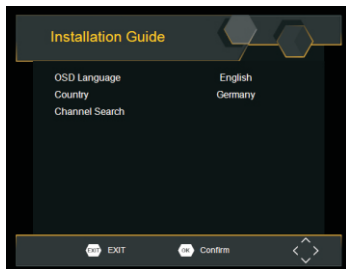 Installation Guide
OSD Language English
Country Germany
Channel Search
EXIT EXIT OK Confirm